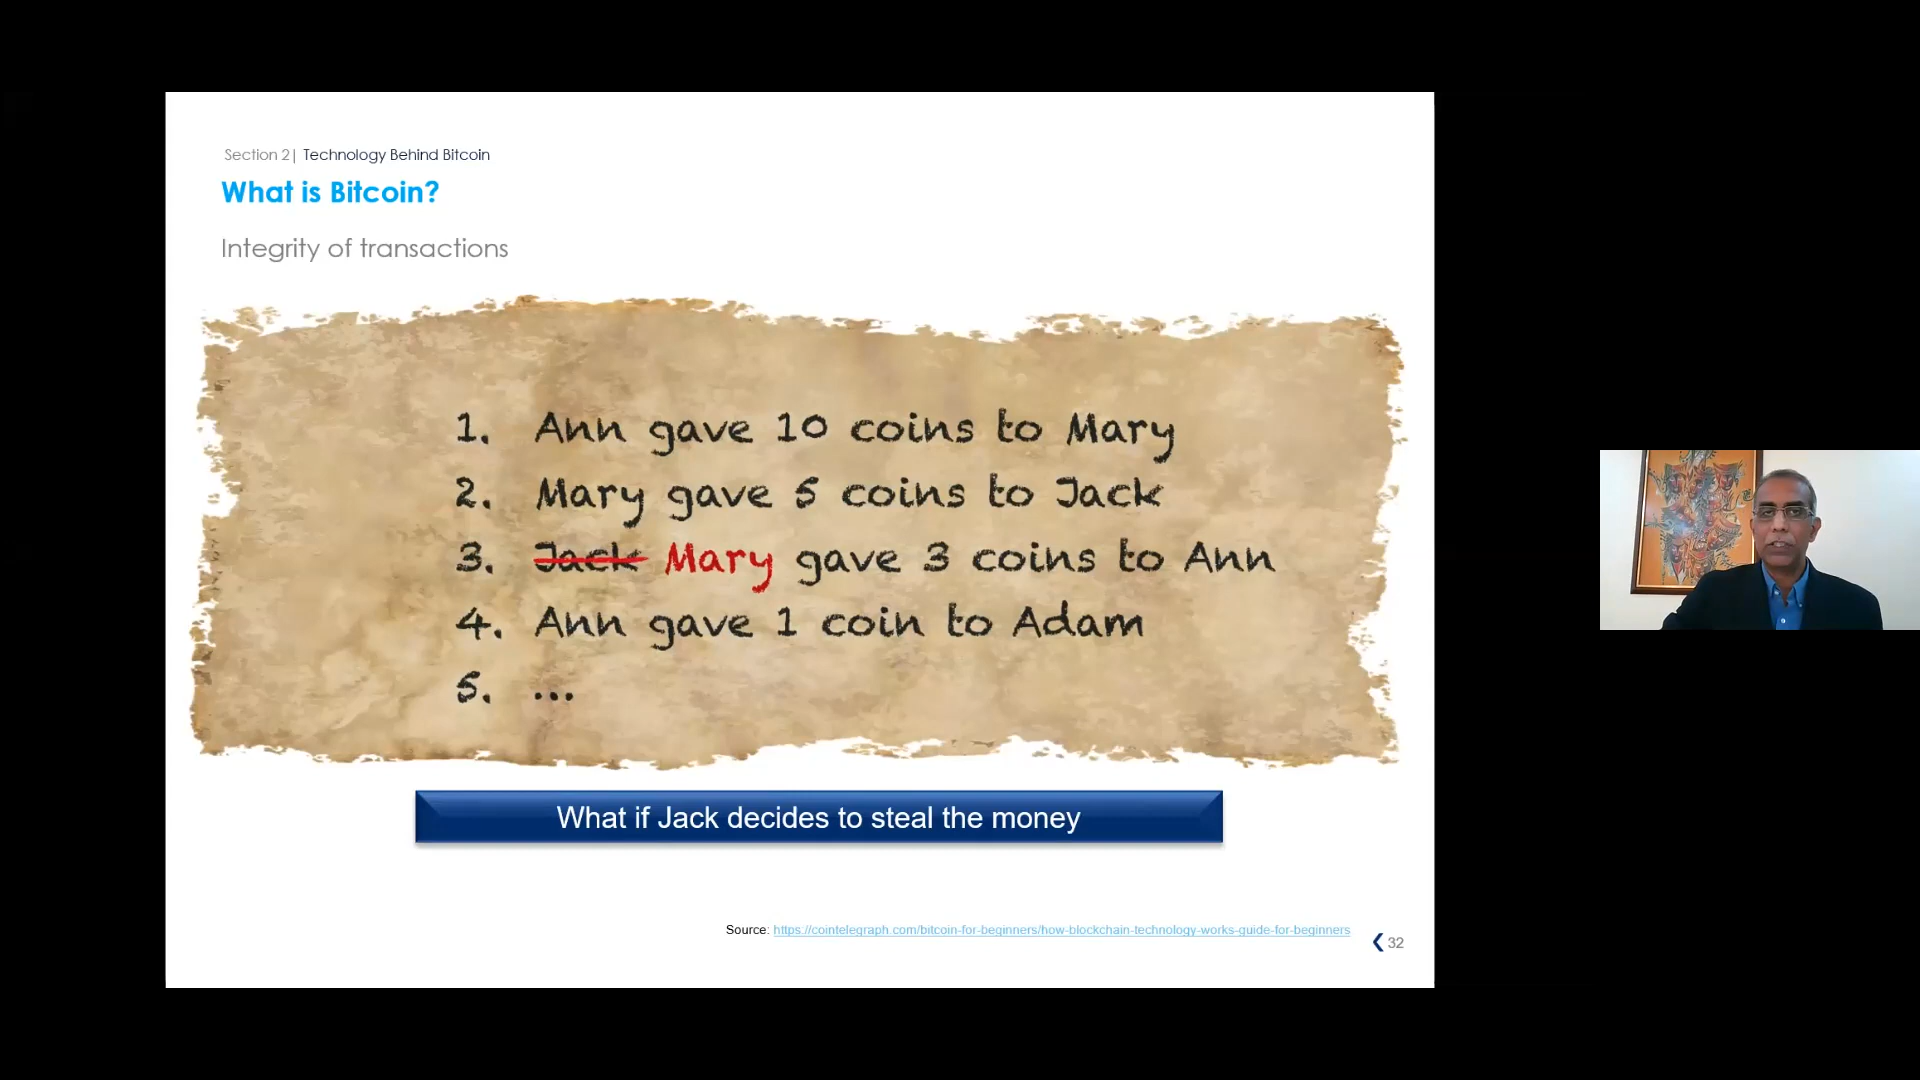 Section 2| Technology Behind Bitcoin
What is Bitcoin?
Integrity of transactions
1. Ann gave 10 coins to Mary
2. Mary gave 5 coins to Jack
3. Jack Mary gave 3 coins to Ann
4. Ann gave 1 coin to Adam
5. ...
What if Jack decides to steal the money
Source: https://cointelegraph.com/bitcoin-for-beginners/how-blockchain-technology-works-guide-for-beginners
32